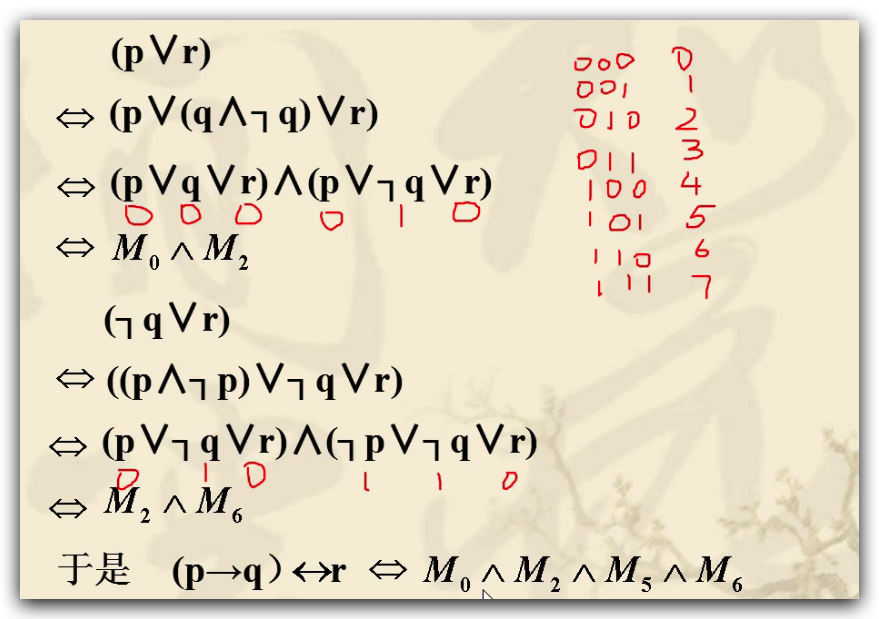 (p∨r)
000 0
001 1
⇔ (p∨(q∧┐q)∨r)
010 2
011 3
⇔ (p∨q∨r)∧(p∨┐q∨r)
100 4
0 0 0 0 1 0
101 5
⇔ M₀ ∧ M₂
110 6
111 7
(┐q∨r)
⇔ ((p∧┐p)∨┐q∨r)
⇔ (p∨┐q∨r)∧(┐p∨┐q∨r)
0 1 0 1 1 0
⇔ M₂ ∧ M₆
于是 (p→q)↔r ⇔ M₀ ∧ M₂ ∧ M₅ ∧ M₆